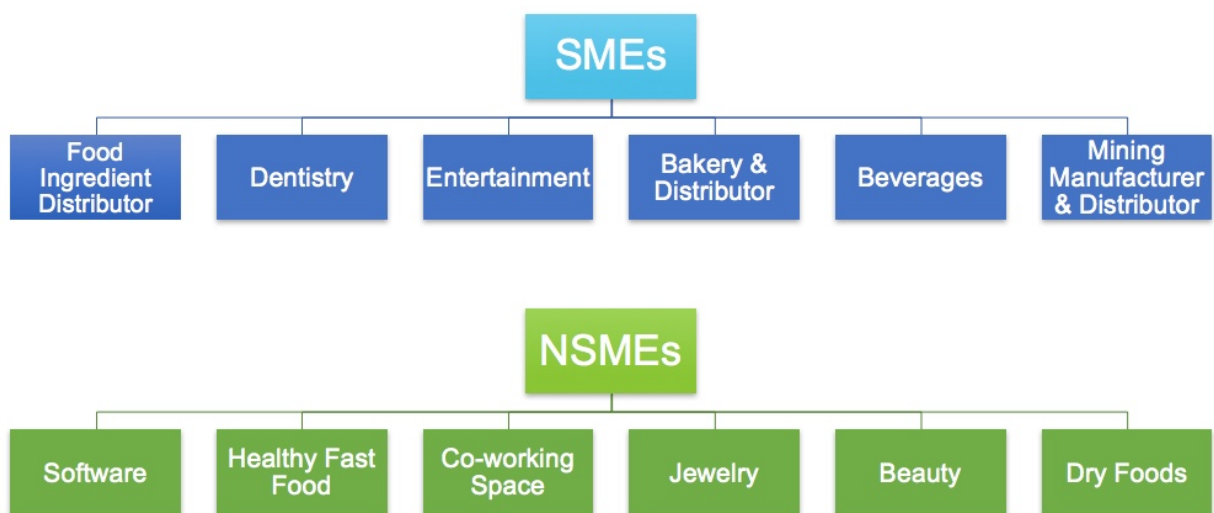 SMEs
Food
Ingredient
Distributor
Dentistry
Entertainment
Bakery &
Distributor
Beverages
Mining
Manufacturer
& Distributor
NSMEs
Software
Healthy Fast
Food
Co-working
Space
Jewelry
Beauty
Dry Foods